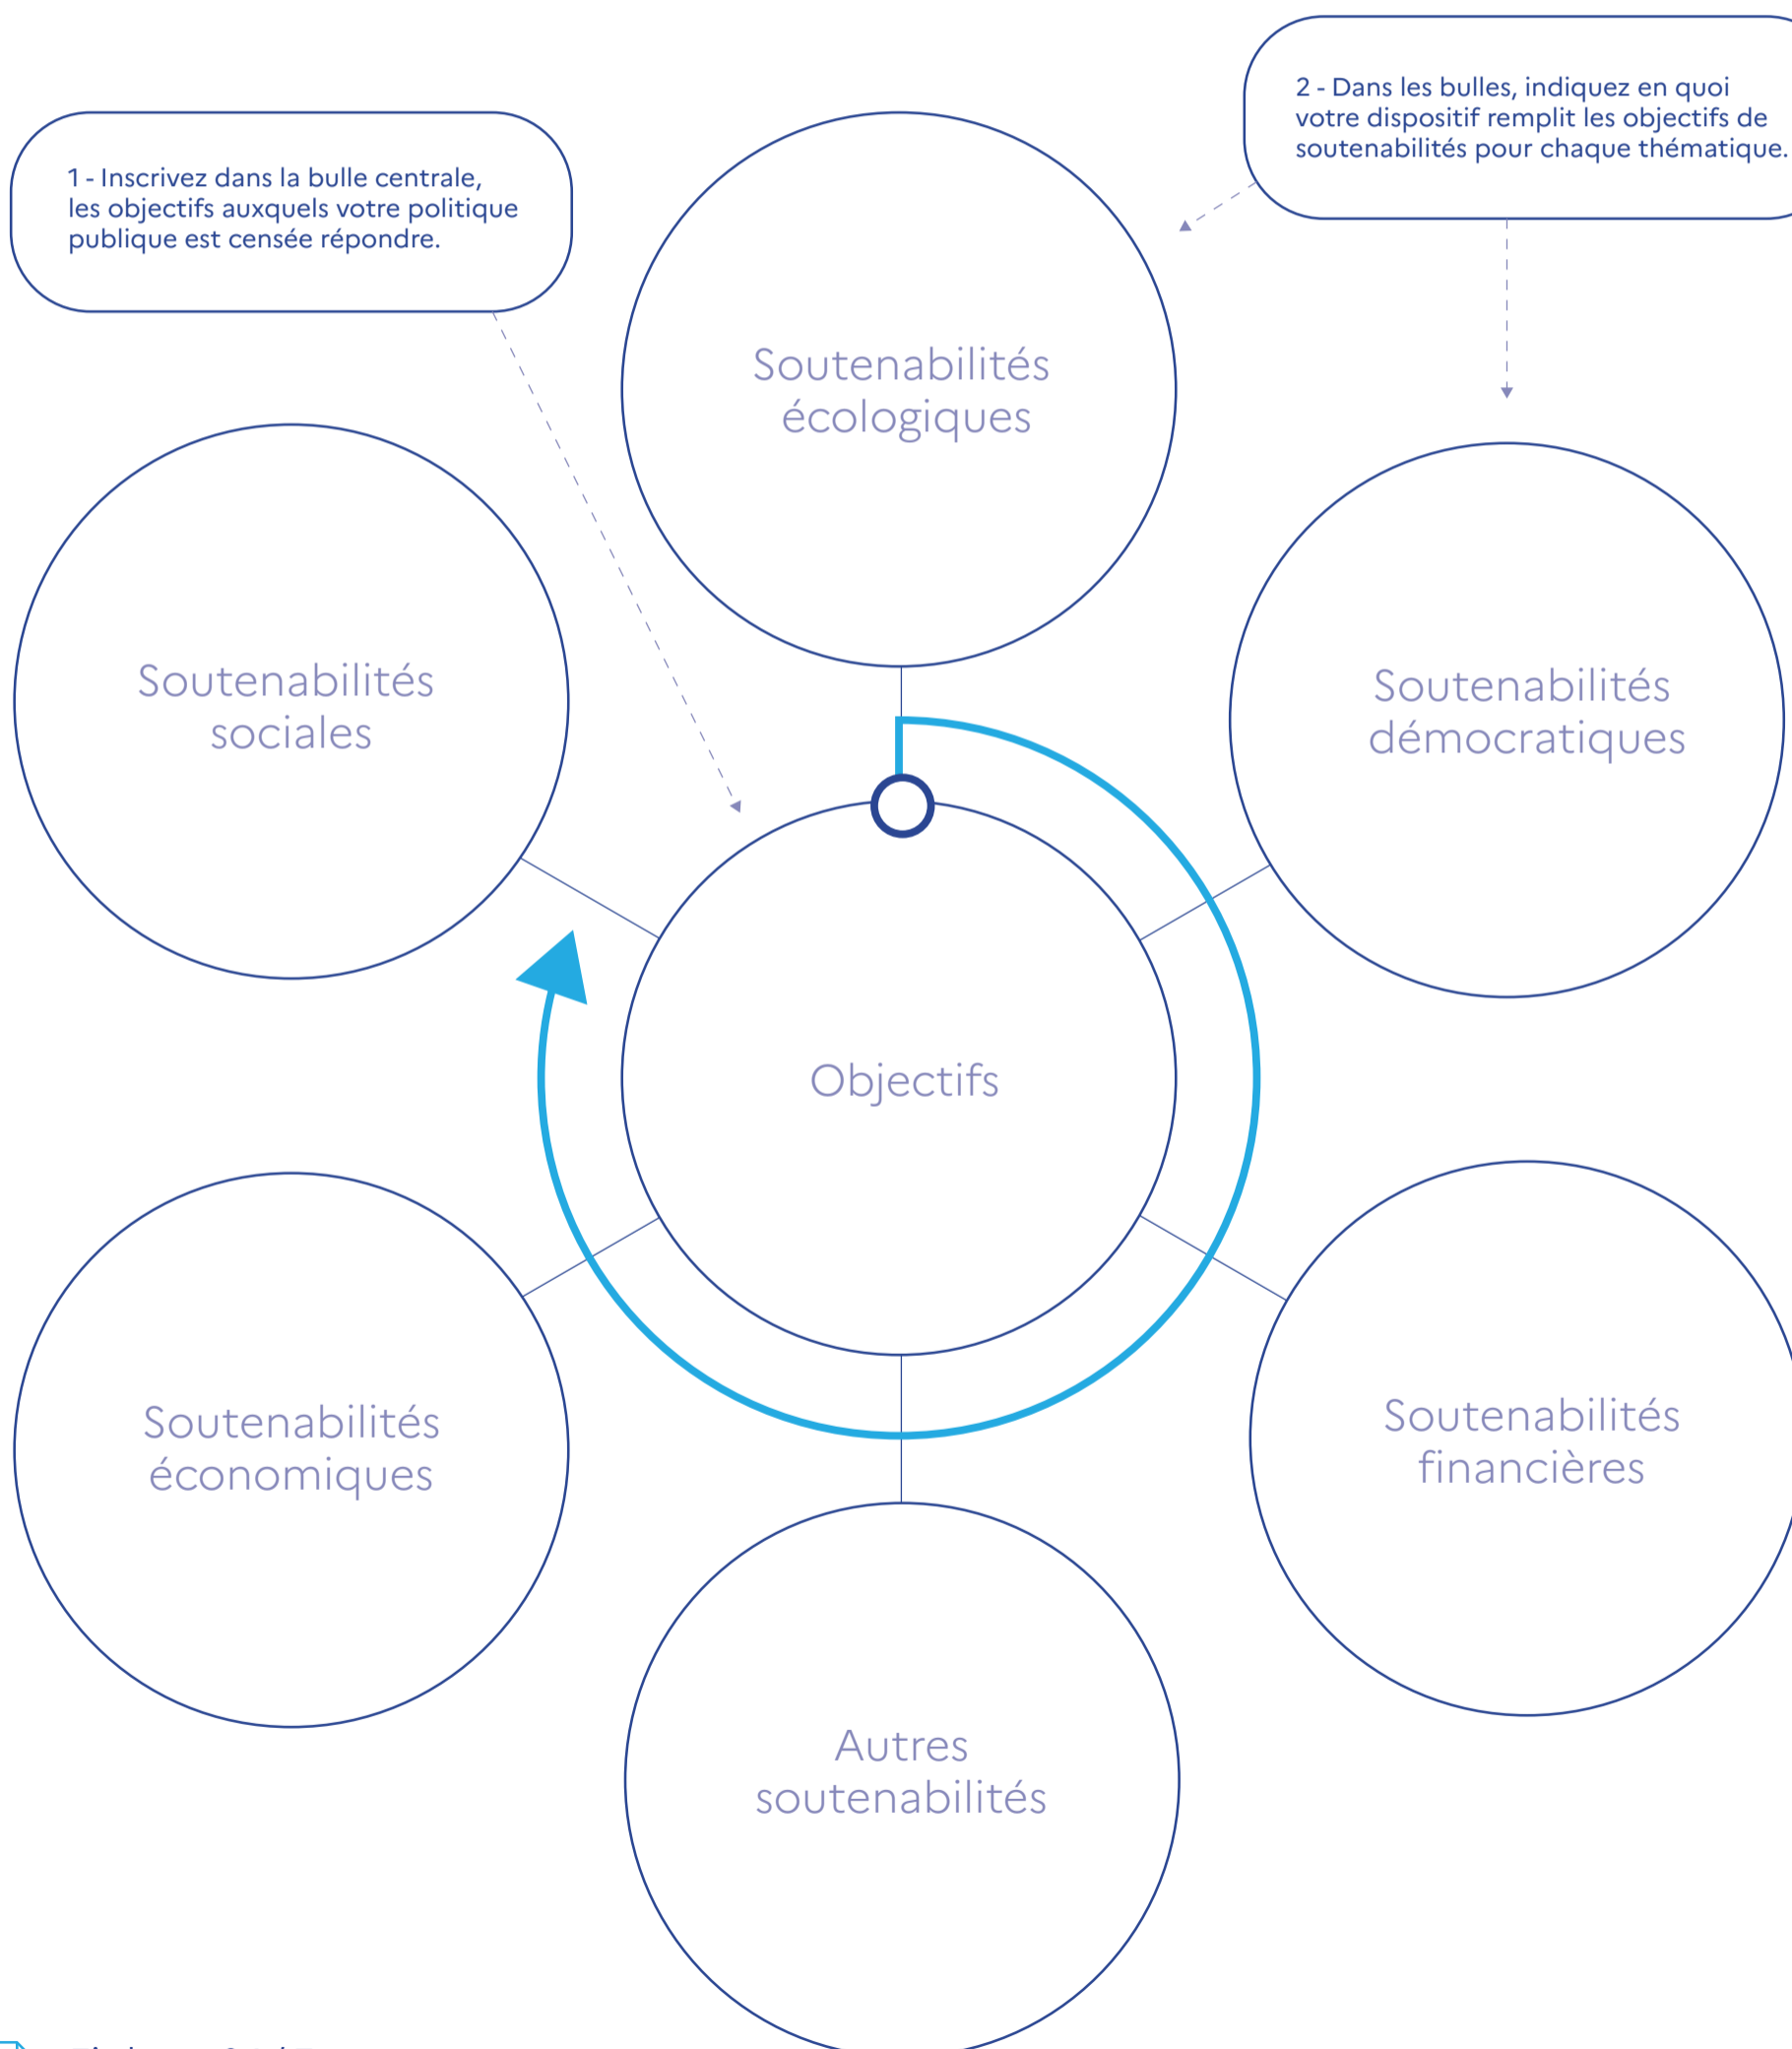 2 - Dans les bulles, indiquez en quoi
votre dispositif remplit les objectifs de
soutenabilités pour chaque thématique.
1 - Inscrivez dans la bulle centrale,
les objectifs auxquels votre politique
publique est censée répondre.
Soutenabilités
écologiques
Soutenabilités
sociales
Soutenabilités
démocratiques
Objectifs
Soutenabilités
économiques
Soutenabilités
financières
Autres
soutenabilités